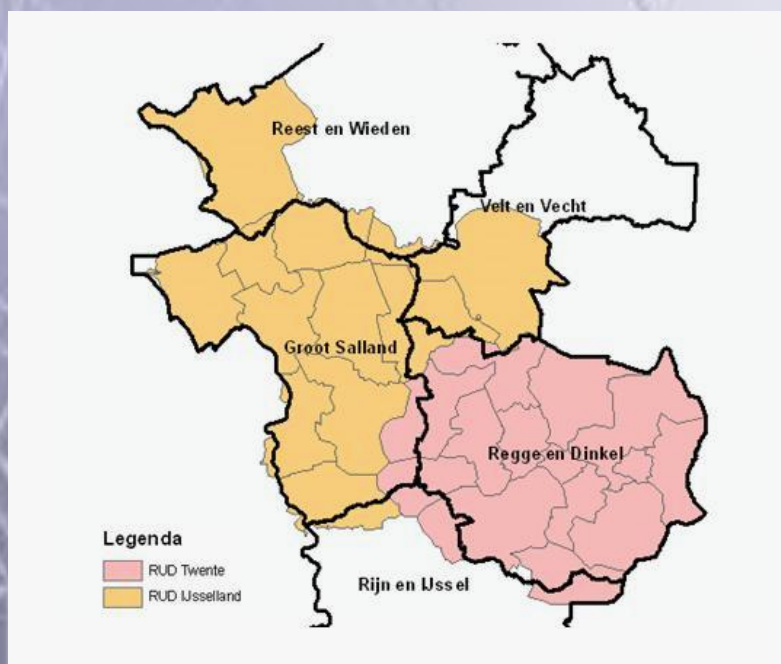 Reest en Wieden
Velt en Vecht
Groot Salland
Regge en Dinkel
Legenda
RUD Twente
RUD IJsselland
Rijn en IJssel